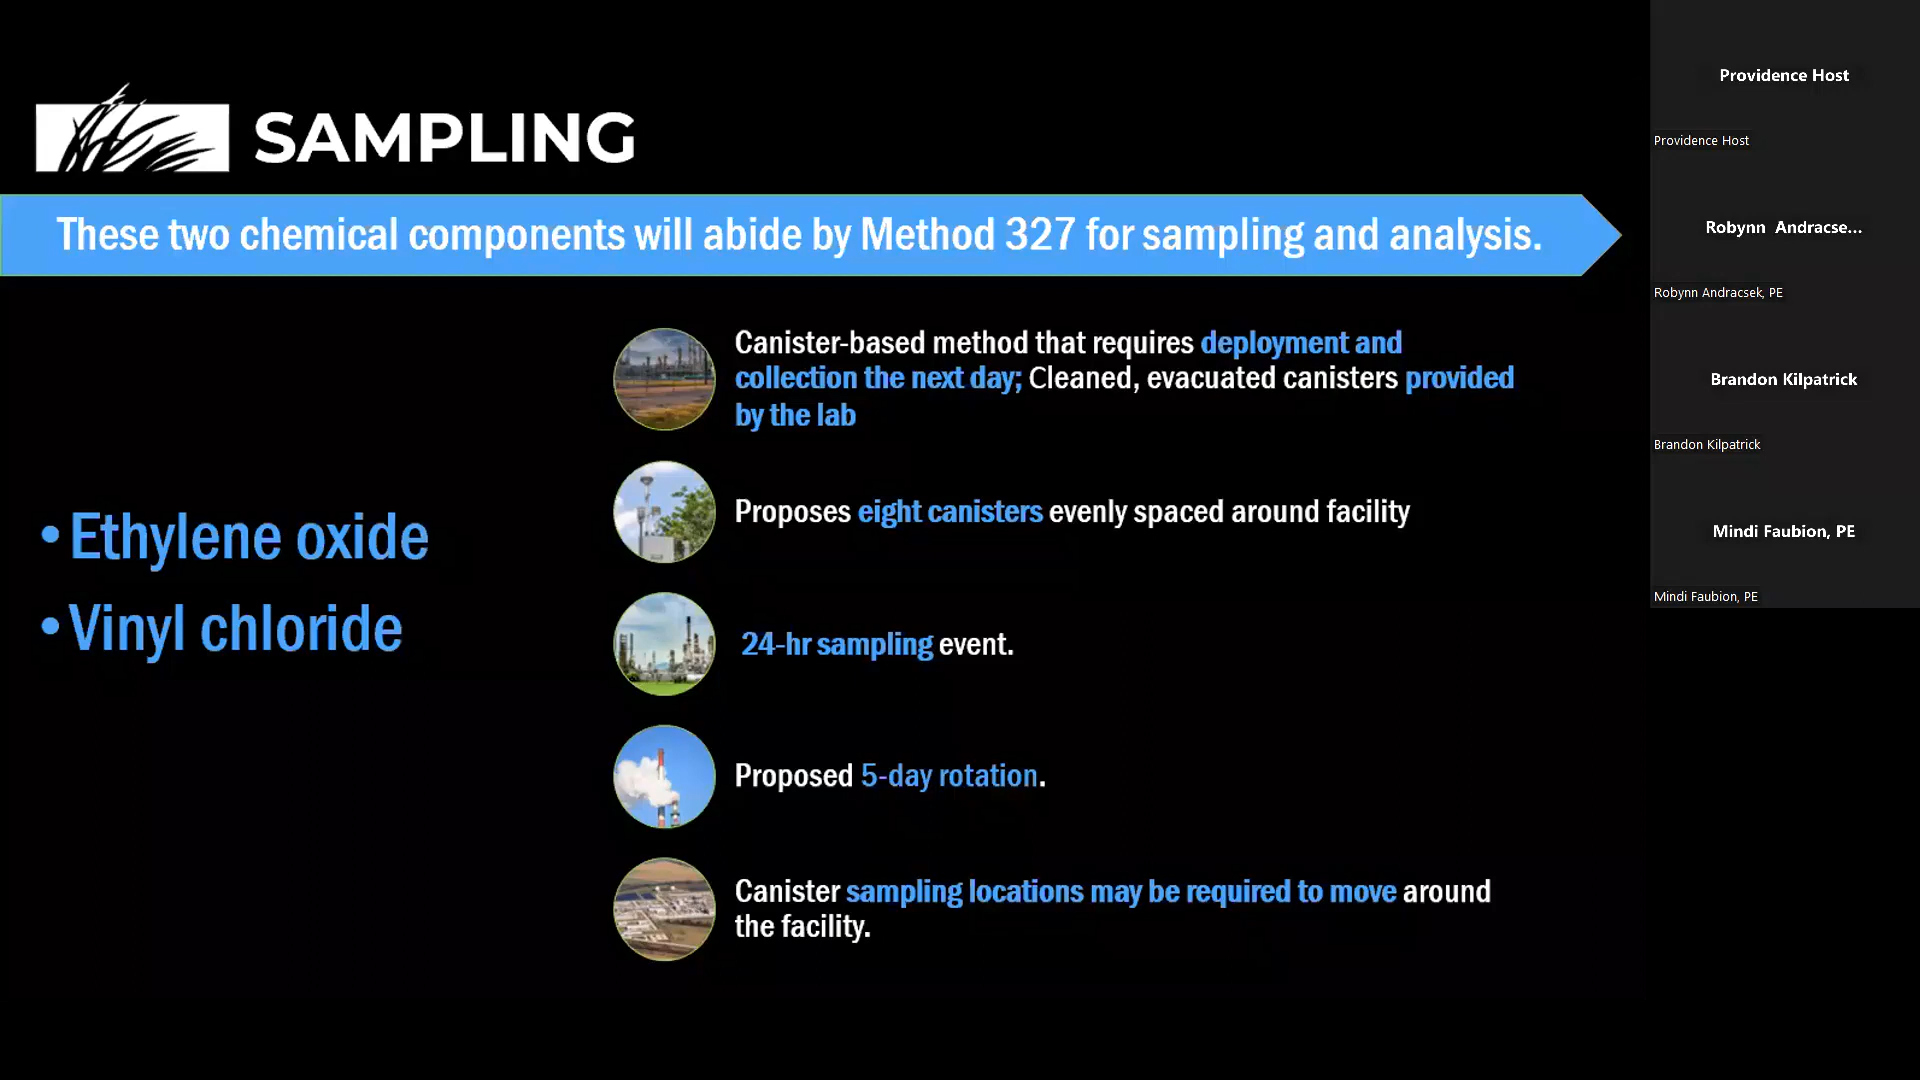 SAMPLING
These two chemical components will abide by Method 327 for sampling and analysis.
• Ethylene oxide
• Vinyl chloride
Canister-based method that requires deployment and
collection the next day; Cleaned, evacuated canisters provided
by the lab
Proposes eight canisters evenly spaced around facility
24-hr sampling event.
Proposed 5-day rotation.
Canister sampling locations may be required to move around
the facility.
Providence Host
Providence Host
Robynn Andracse...
Robynn Andracsek, PE
Brandon Kilpatrick
Brandon Kilpatrick
Mindi Faubion, PE
Mindi Faubion, PE